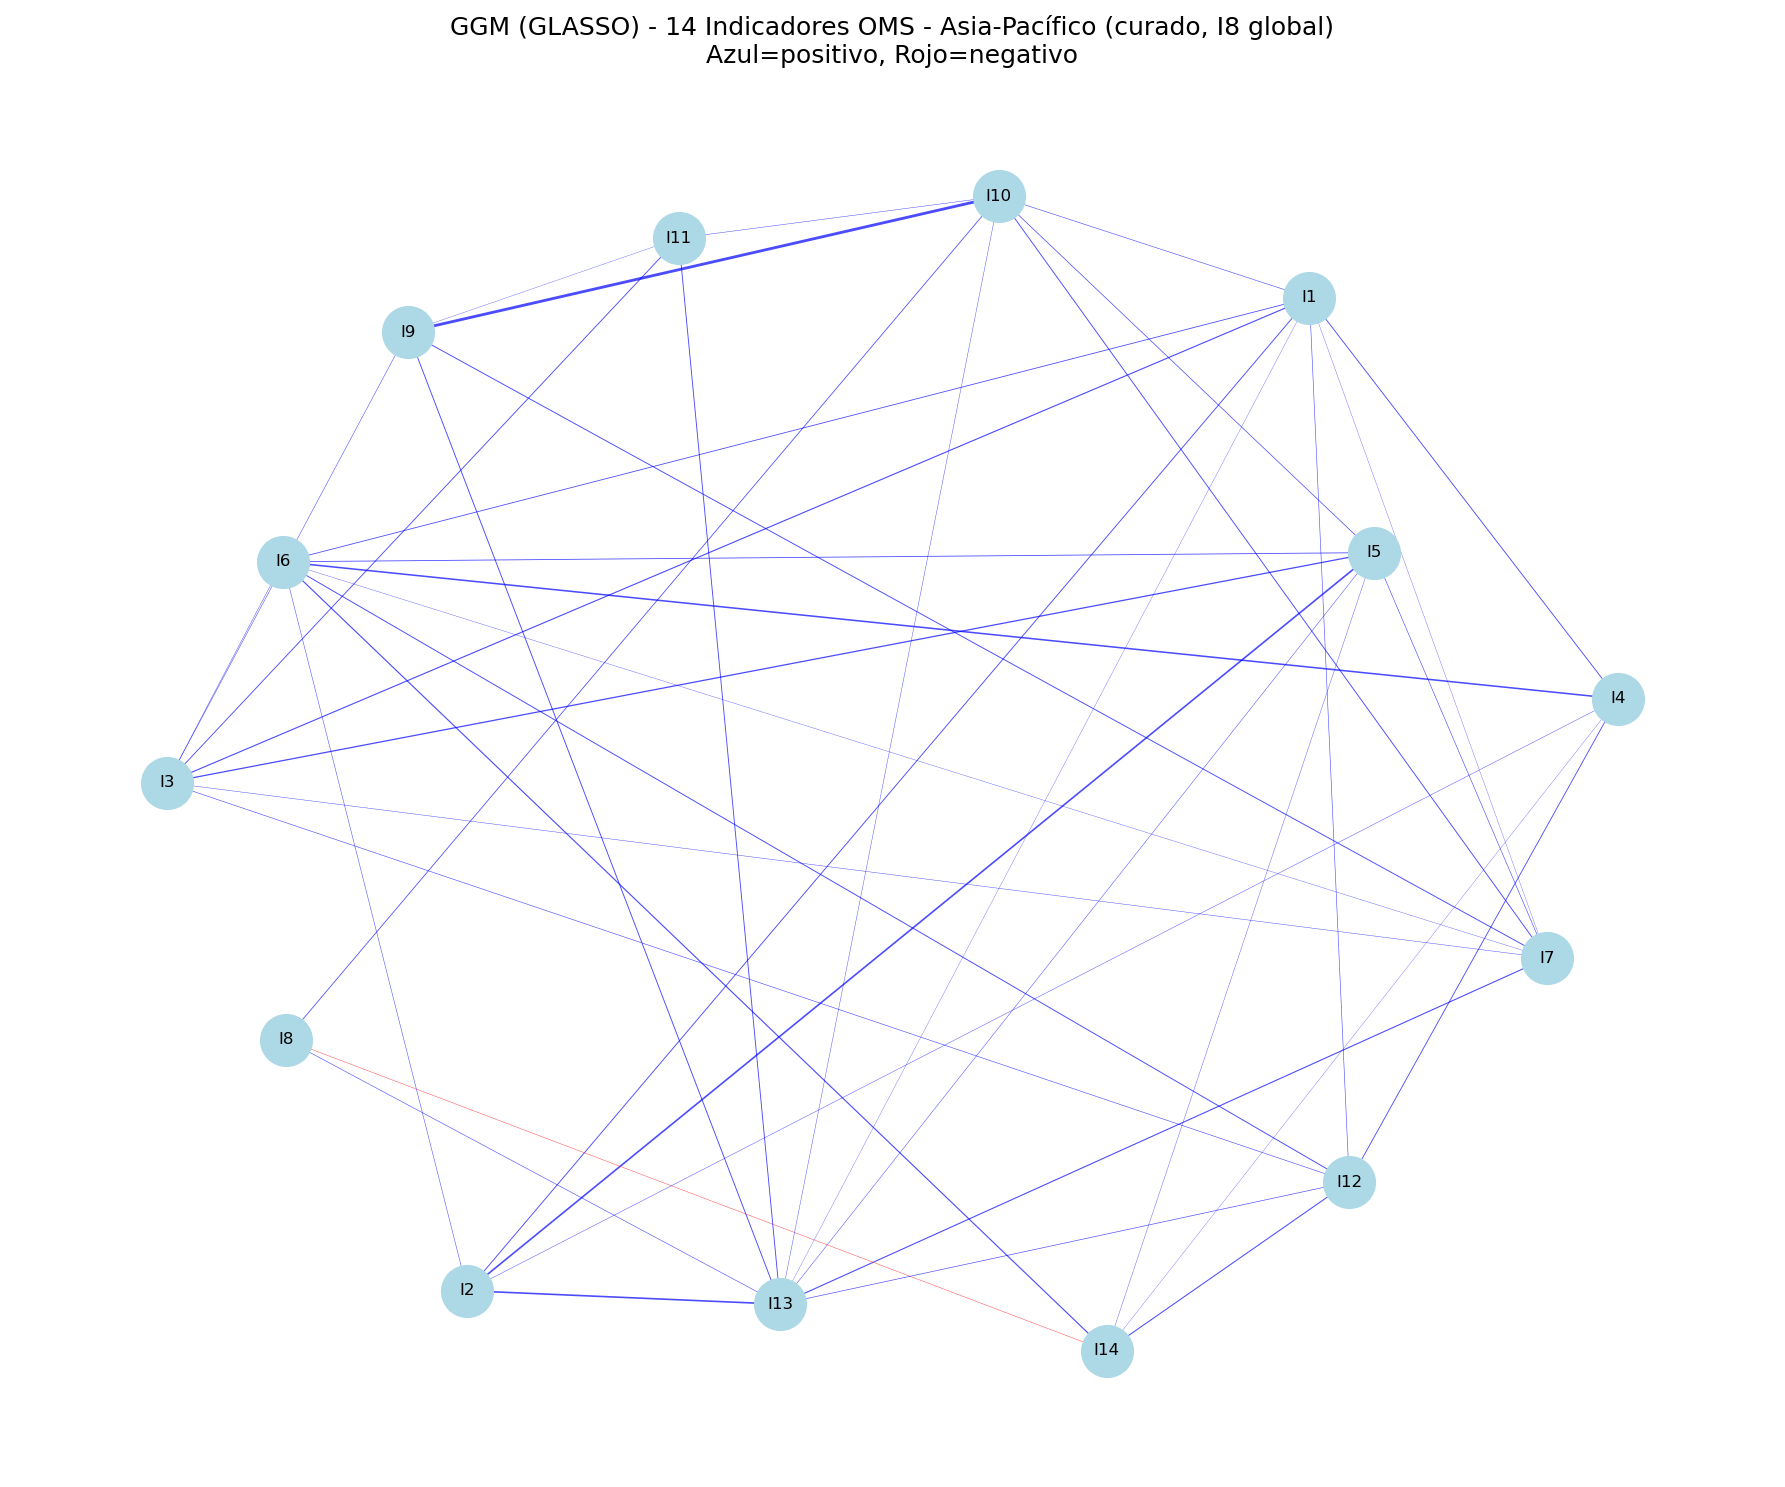 GGM (GLASSO) - 14 Indicadores OMS - Asia-Pacífico (curado, I8 global)
Azul=positivo, Rojo=negativo
I10
I11
I1
I9
I5
I6
I4
I3
I7
I8
I12
I2
I13
I14